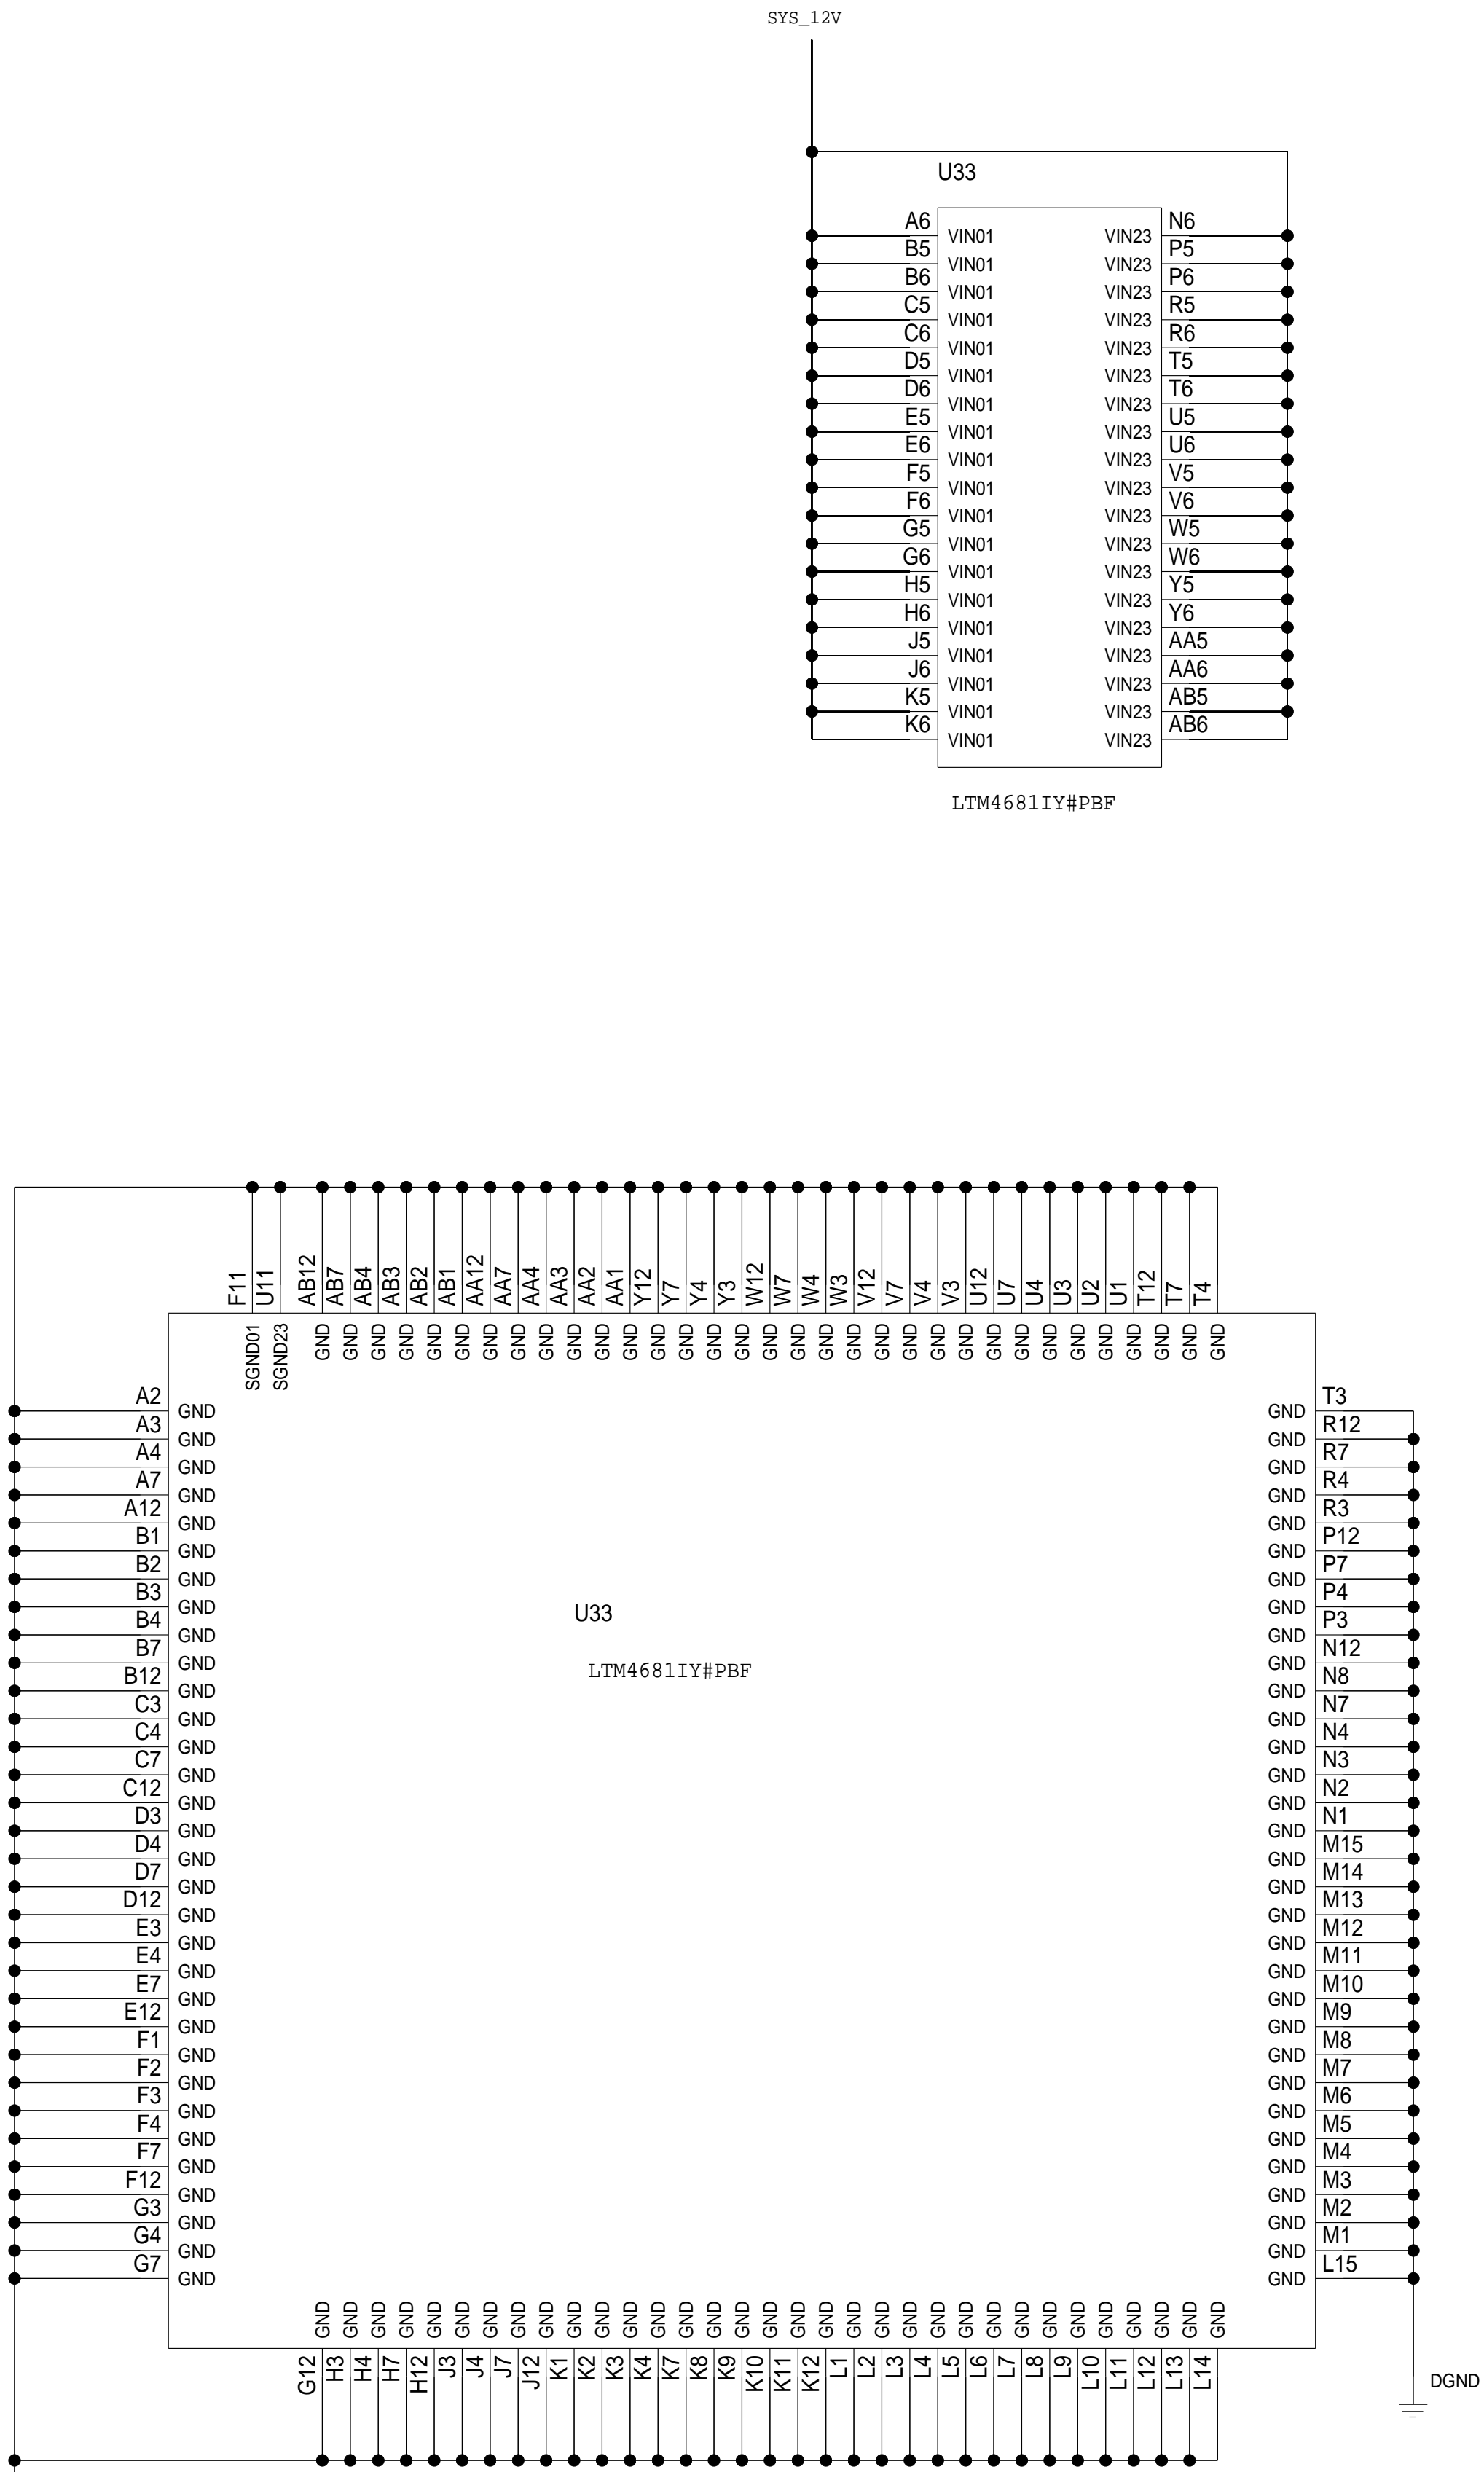 SYS_12V
U33
A6 VIN01 VIN23 N6
B5 VIN01 VIN23 P5
B6 VIN01 VIN23 P6
C5 VIN01 VIN23 R5
C6 VIN01 VIN23 R6
D5 VIN01 VIN23 T5
D6 VIN01 VIN23 T6
E5 VIN01 VIN23 U5
E6 VIN01 VIN23 U6
F5 VIN01 VIN23 V5
F6 VIN01 VIN23 V6
G5 VIN01 VIN23 W5
G6 VIN01 VIN23 W6
H5 VIN01 VIN23 Y5
H6 VIN01 VIN23 Y6
J5 VIN01 VIN23 AA5
J6 VIN01 VIN23 AA6
K5 VIN01 VIN23 AB5
K6 VIN01 VIN23 AB6
LTM4681IY#PBF
F11 U11 AB12 AB7 AB4 AB3 AB2 AB1 AA12 AA7 AA4 AA3 AA2 AA1 Y12 Y7 Y4 Y3 W12 W7 W4 W3 V12 V7 V4 V3 U12 U7 U4 U3 U2 U1 T12 T7 T4
SGND01 SGND23 GND GND GND GND GND GND GND GND GND GND GND GND GND GND GND GND GND GND GND GND GND GND GND GND GND GND GND GND GND GND GND GND GND
A2 GND GND T3
A3 GND GND R12
A4 GND GND R7
A7 GND GND R4
A12 GND GND R3
B1 GND GND P12
B2 GND GND P7
B3 GND GND P4
U33
B4 GND GND P3
B7 GND GND N12
LTM4681IY#PBF
B12 GND GND N8
C3 GND GND N7
C4 GND GND N4
C7 GND GND N3
C12 GND GND N2
D3 GND GND N1
D4 GND GND M15
D7 GND GND M14
D12 GND GND M13
E3 GND GND M12
E4 GND GND M11
E7 GND GND M10
E12 GND GND M9
F1 GND GND M8
F2 GND GND M7
F3 GND GND M6
F4 GND GND M5
F7 GND GND M4
F12 GND GND M3
G3 GND GND M2
G4 GND GND M1
G7 GND GND L15
GND GND GND GND GND GND GND GND GND GND GND GND GND GND GND GND GND GND GND GND GND GND GND GND GND GND GND GND GND GND GND GND GND
G12 H3 H4 H7 H12 J3 J4 J7 J12 K1 K2 K3 K4 K7 K8 K9 K10 K11 K12 L1 L2 L3 L4 L5 L6 L7 L8 L9 L10 L11 L12 L13 L14
DGND